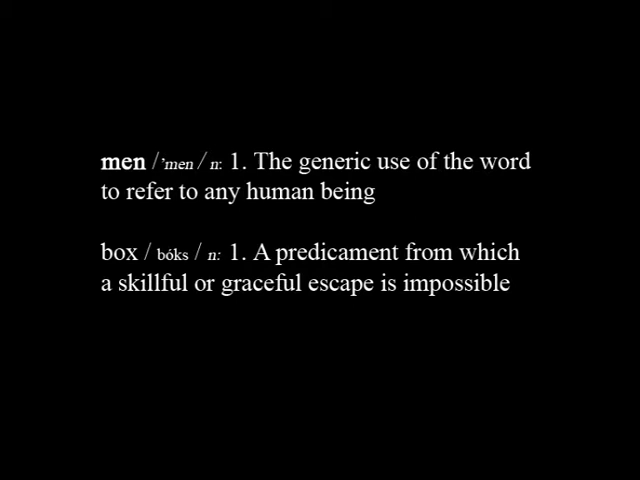 men /'men / n: 1. The generic use of the word
to refer to any human being
box / bóks / n: 1. A predicament from which
a skillful or graceful escape is impossible